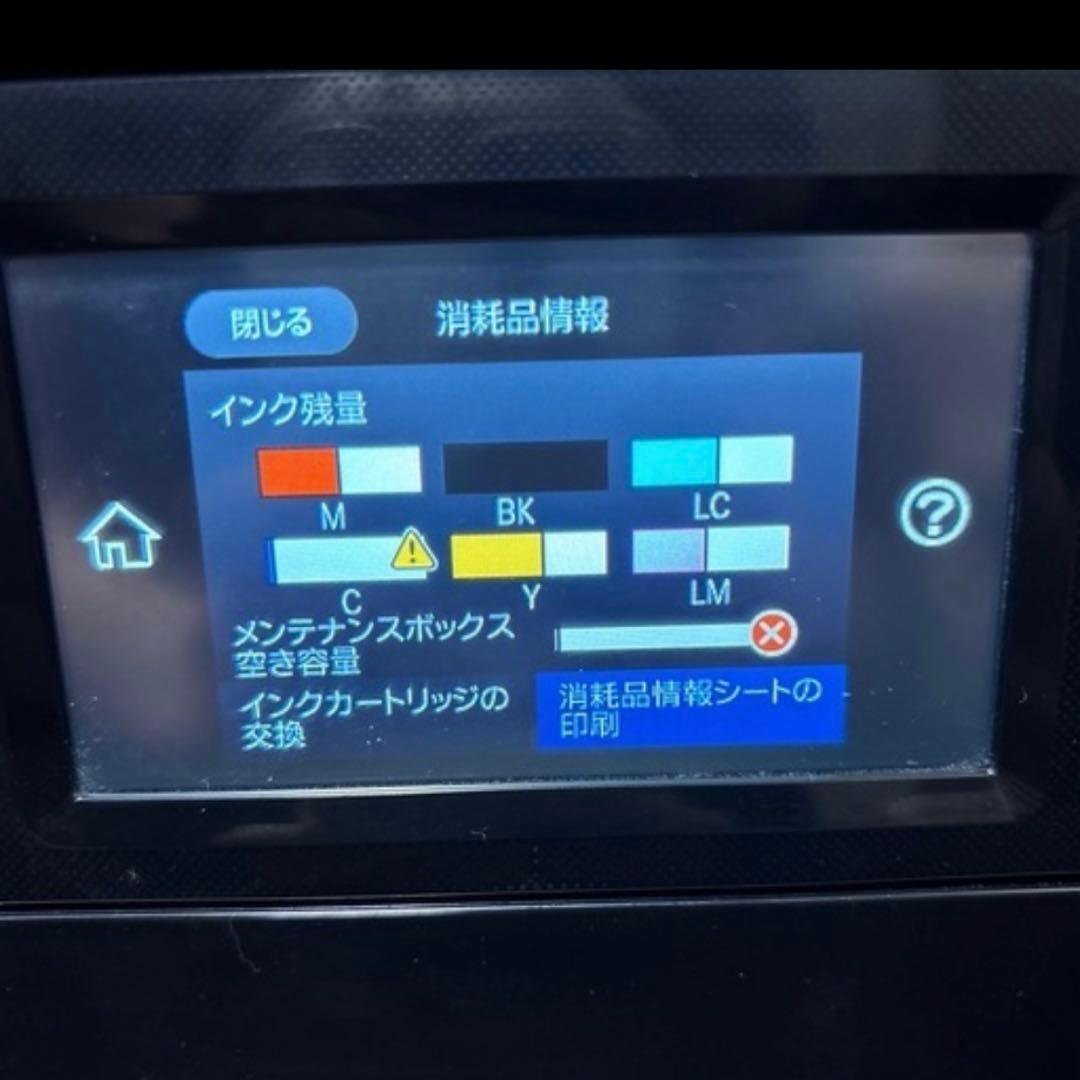 閉じる
消耗品情報
インク残量
M
BK
LC
C
Y
LM
メンテナンスボックス
空き容量
インクカートリッジの
交換
消耗品情報シートの
印刷